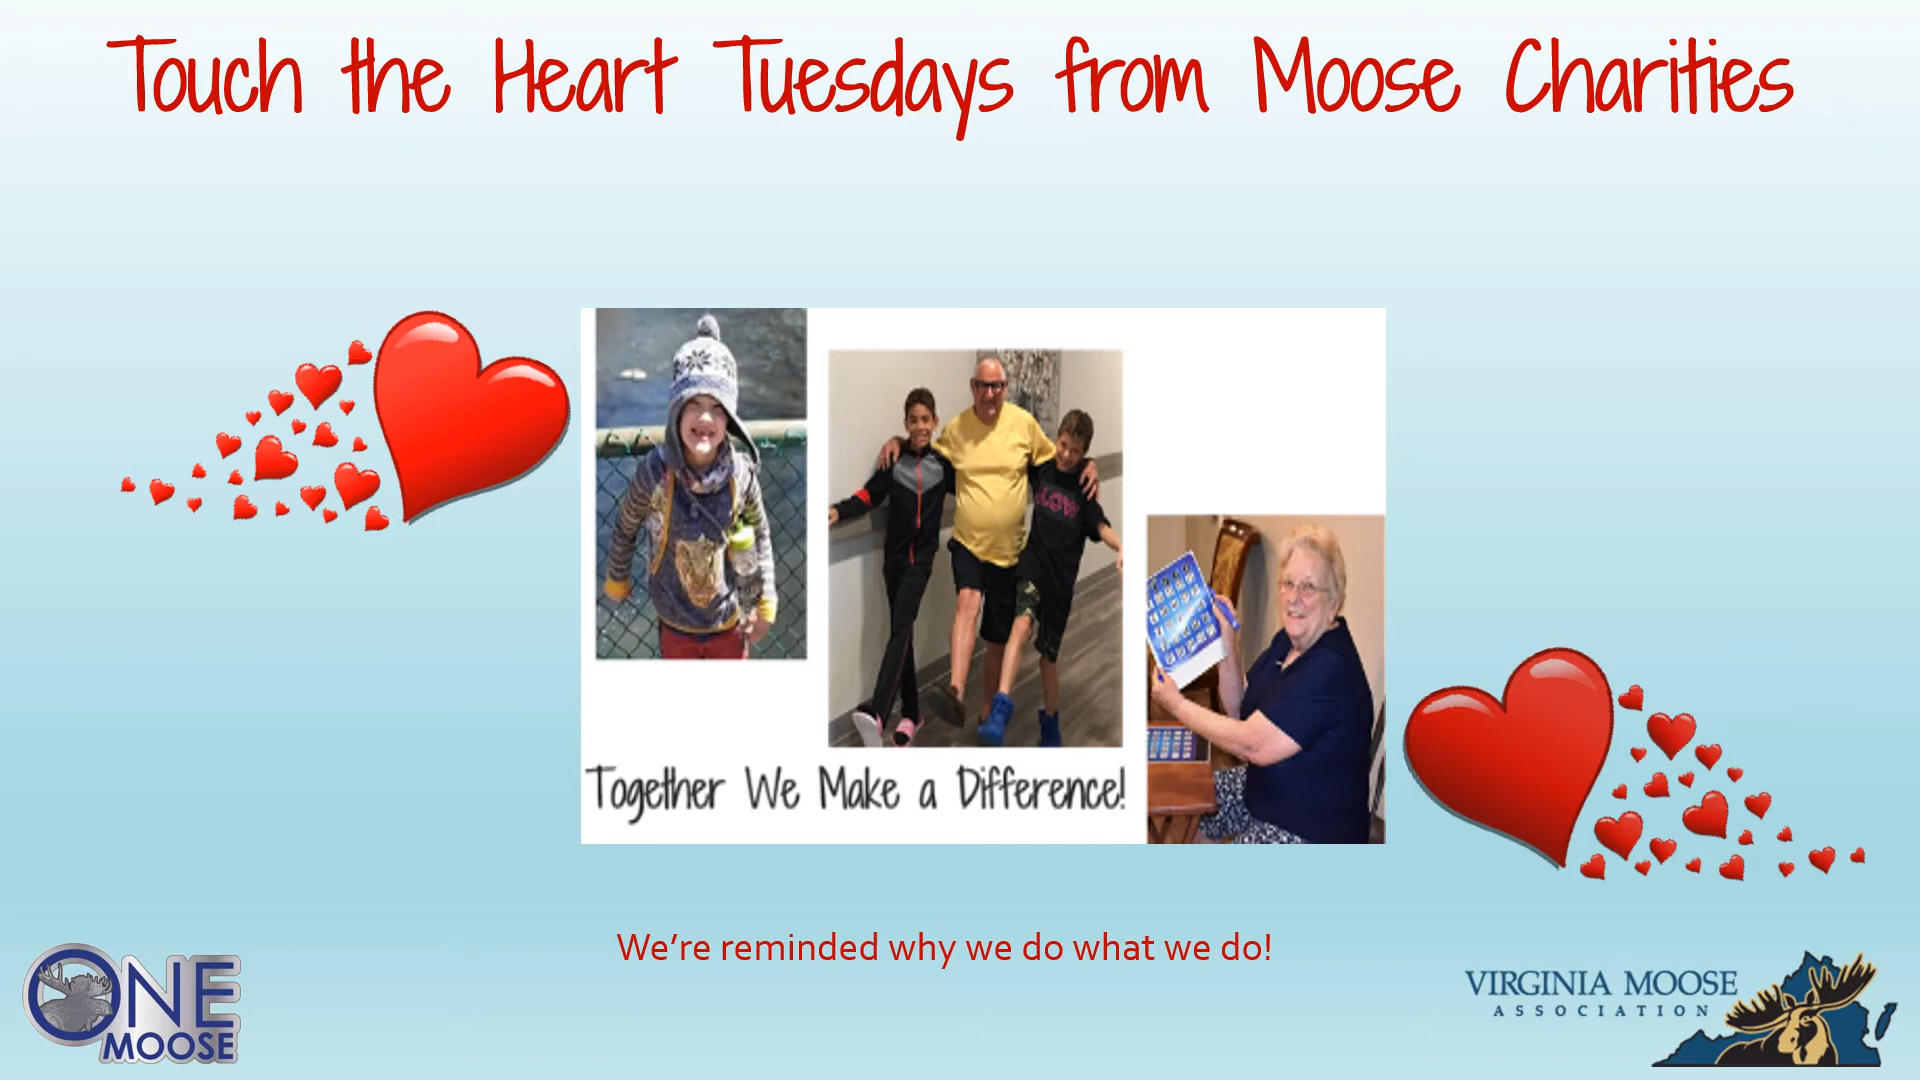 Touch the Heart Tuesdays from Moose Charities
Together We Make a Difference!
We’re reminded why we do what we do!
ONE
MOOSE
VIRGINIA MOOSE
ASSOCIATION